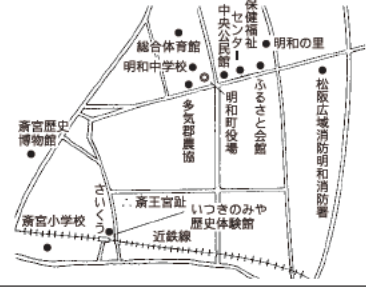 保健福祉
センター
中央公民館
総合体育館
明和中学校
明和の里
多気郡農協
明和町役場
ふるさと会館
松阪広域消防明和消防署
斎宮歴史
博物館
さいくう
斎王宮趾
いつきのみや
歴史体験館
斎宮小学校
近鉄線